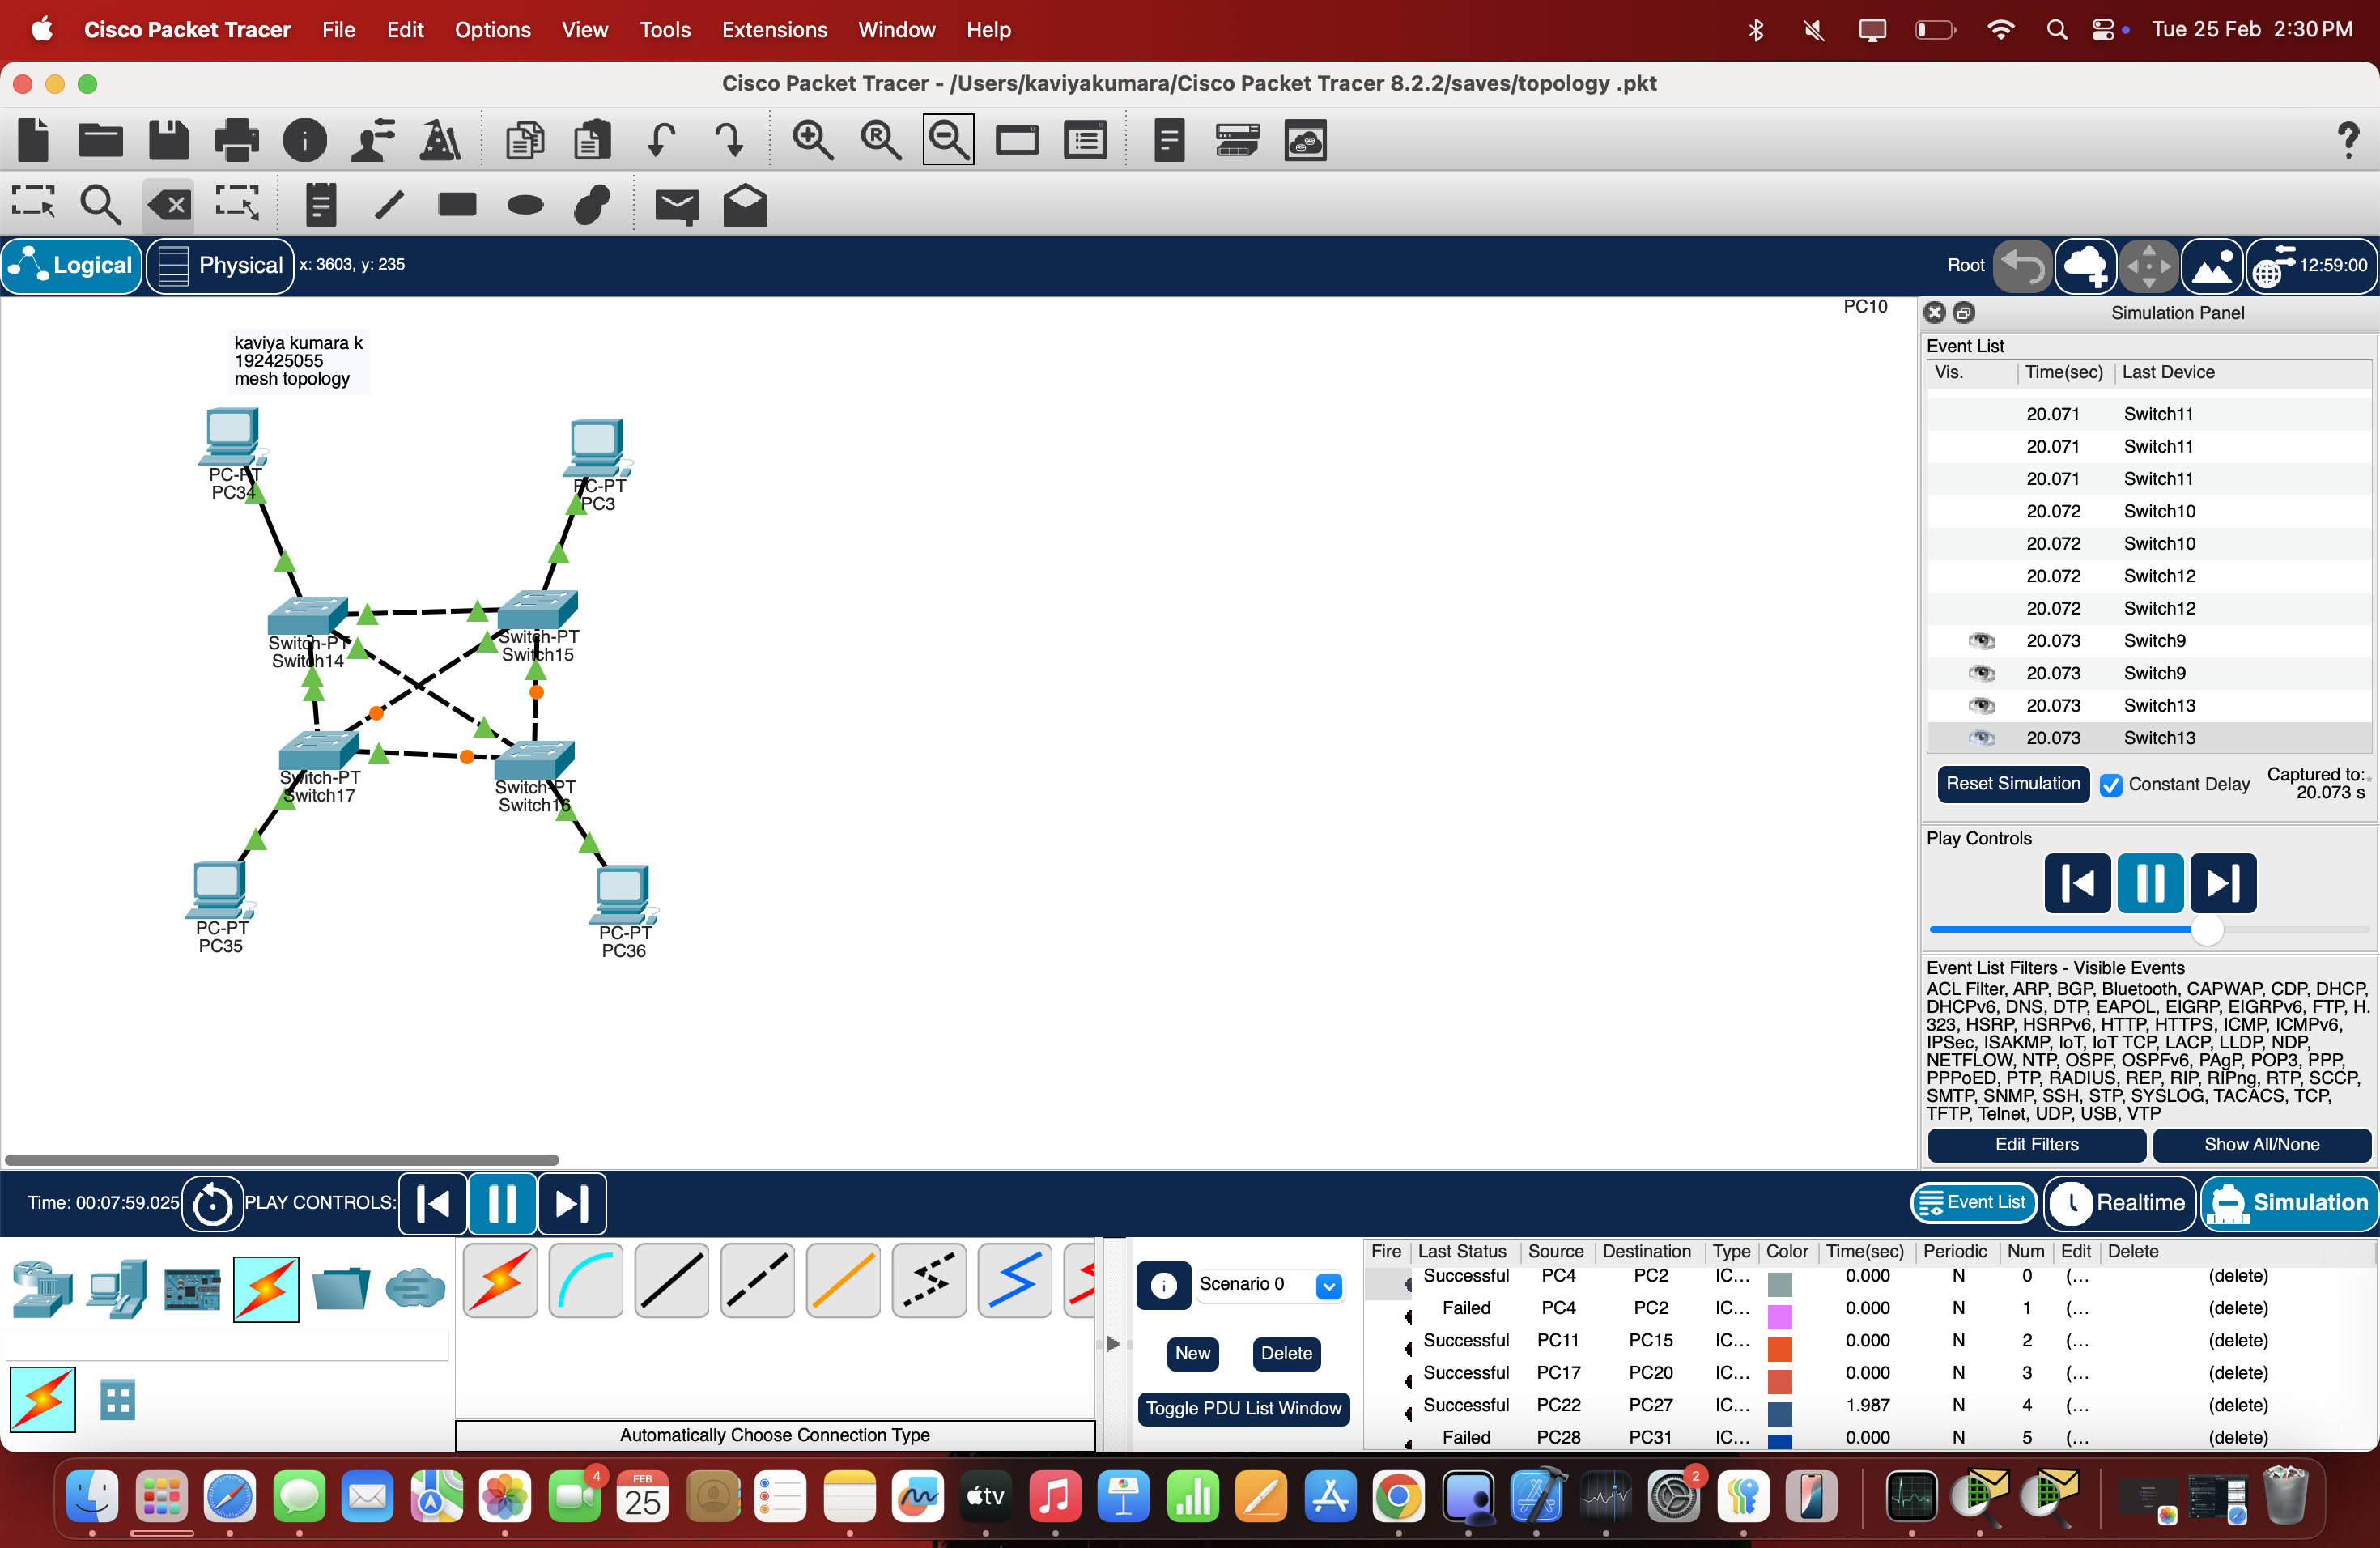 Cisco Packet Tracer File Edit Options View Tools Extensions Window Help Tue 25 Feb 2:30 PM
Cisco Packet Tracer - /Users/kaviyakumara/Cisco Packet Tracer 8.2.2/saves/topology .pkt
Logical Physical x: 3603, y: 235 Root 12:59:00
PC10
kaviya kumara k
192425055
mesh topology
PC-PT
PC34
PC-PT
PC3
Switch-PT
Switch14
Switch-PT
Switch15
Switch-PT
Switch17
Switch-PT
Switch16
PC-PT
PC35
PC-PT
PC36
Simulation Panel
Event List
Vis. Time(sec) Last Device
20.071 Switch11
20.071 Switch11
20.071 Switch11
20.072 Switch10
20.072 Switch10
20.072 Switch12
20.072 Switch12
20.073 Switch9
20.073 Switch9
20.073 Switch13
20.073 Switch13
Reset Simulation Constant Delay Captured to:
20.073 s
Play Controls
Event List Filters - Visible Events
ACL Filter, ARP, BGP, Bluetooth, CAPWAP, CDP, DHCP,
DHCPv6, DNS, DTP, EAPOL, EIGRP, EIGRPv6, FTP, H.
323, HSRP, HSRPv6, HTTP, HTTPS, ICMP, ICMPv6,
IPSec, ISAKMP, IoT, IoT TCP, LACP, LLDP, NDP,
NETFLOW, NTP, OSPF, OSPFv6, PAgP, POP3, PPP,
PPPoED, PTP, RADIUS, REP, RIP, RIPng, RTP, SCCP,
SMTP, SNMP, SSH, STP, SYSLOG, TACACS, TCP,
TFTP, Telnet, UDP, USB, VTP
Edit Filters Show All/None
Time: 00:07:59.025 PLAY CONTROLS: Event List Realtime Simulation
Automatically Choose Connection Type
Scenario 0
New Delete
Toggle PDU List Window
Fire Last Status Source Destination Type Color Time(sec) Periodic Num Edit Delete
Successful PC4 PC2 IC... 0.000 N 0 (... (delete)
Failed PC4 PC2 IC... 0.000 N 1 (... (delete)
Successful PC11 PC15 IC... 0.000 N 2 (... (delete)
Successful PC17 PC20 IC... 0.000 N 3 (... (delete)
Successful PC22 PC27 IC... 1.987 N 4 (... (delete)
Failed PC28 PC31 IC... 0.000 N 5 (... (delete)
4 FEB 25 tv 2